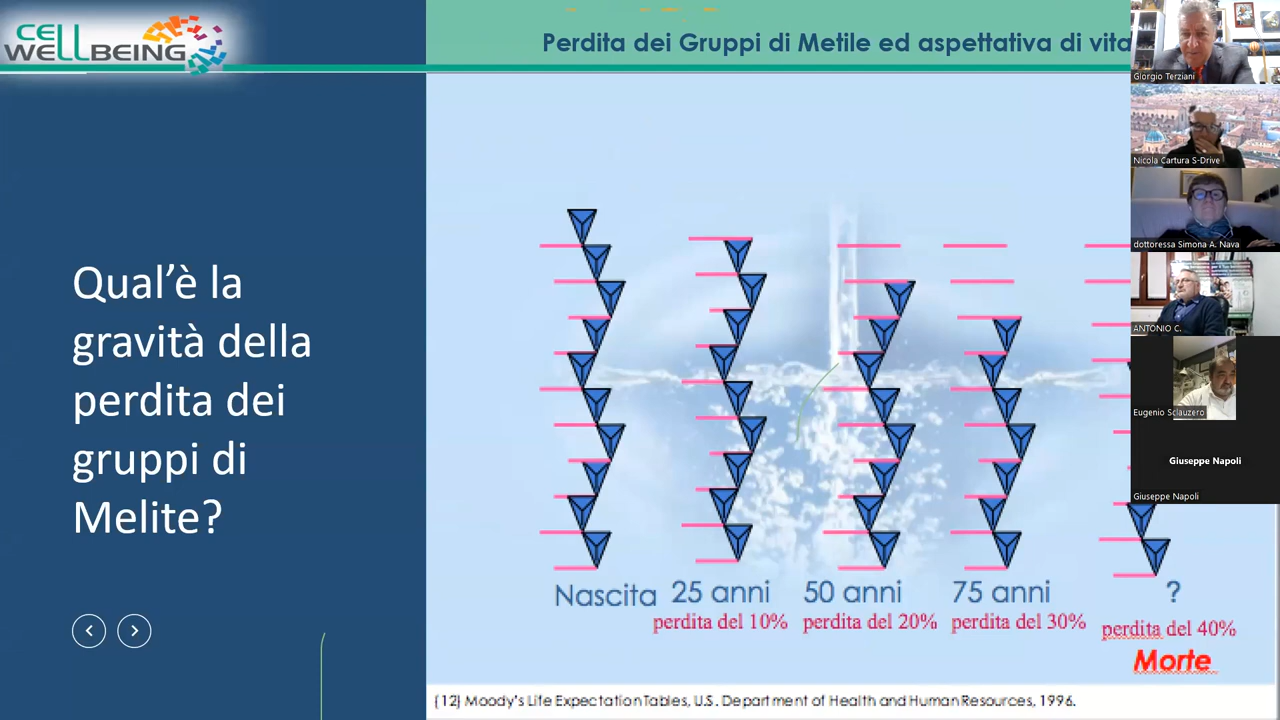 CELL
WELLBEING
Perdita dei Gruppi di Metile ed aspettativa di vita
Qual’è la
gravità della
perdita dei
gruppi di
Melite?
Nascita
25 anni
perdita del 10%
50 anni
perdita del 20%
75 anni
perdita del 30%
?
perdita del 40%
Morte
{12} Moody's Life Expectation Tables, U.S. Department of Health and Human Resources, 1996.
Giorgio Terziani
Nicola Cartura S-Drive
dottoressa Simona A. Nava
ANTONIO C.
Eugenio Sclauzero
Giuseppe Napoli
Giuseppe Napoli